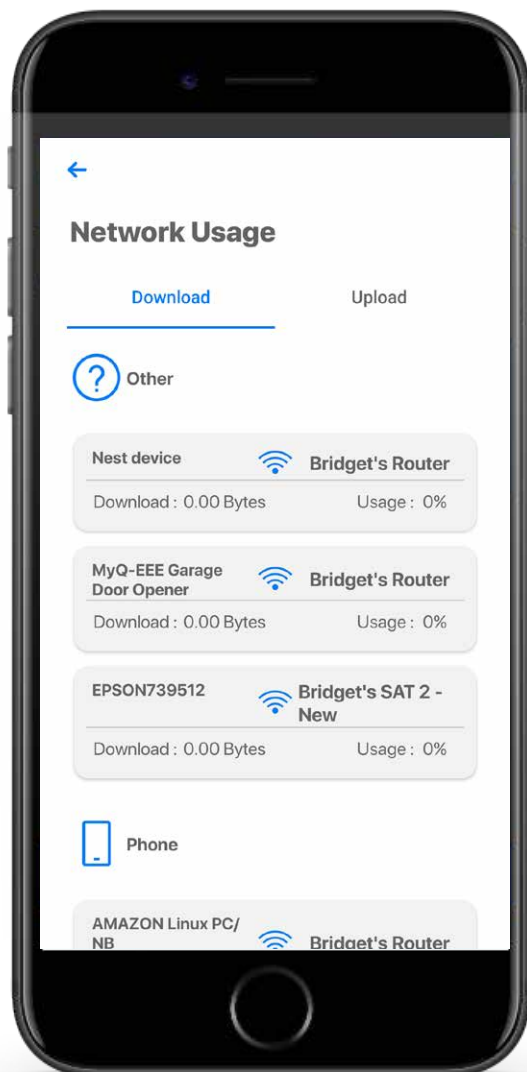 Network Usage
Download Upload
?
Other
Nest device Bridget's Router
Download : 0.00 Bytes Usage : 0%
MyQ-EEE Garage
Door Opener Bridget's Router
Download : 0.00 Bytes Usage : 0%
EPSON739512 Bridget's SAT 2 -
New
Download : 0.00 Bytes Usage : 0%
Phone
AMAZON Linux PC/
NB Bridget's Router